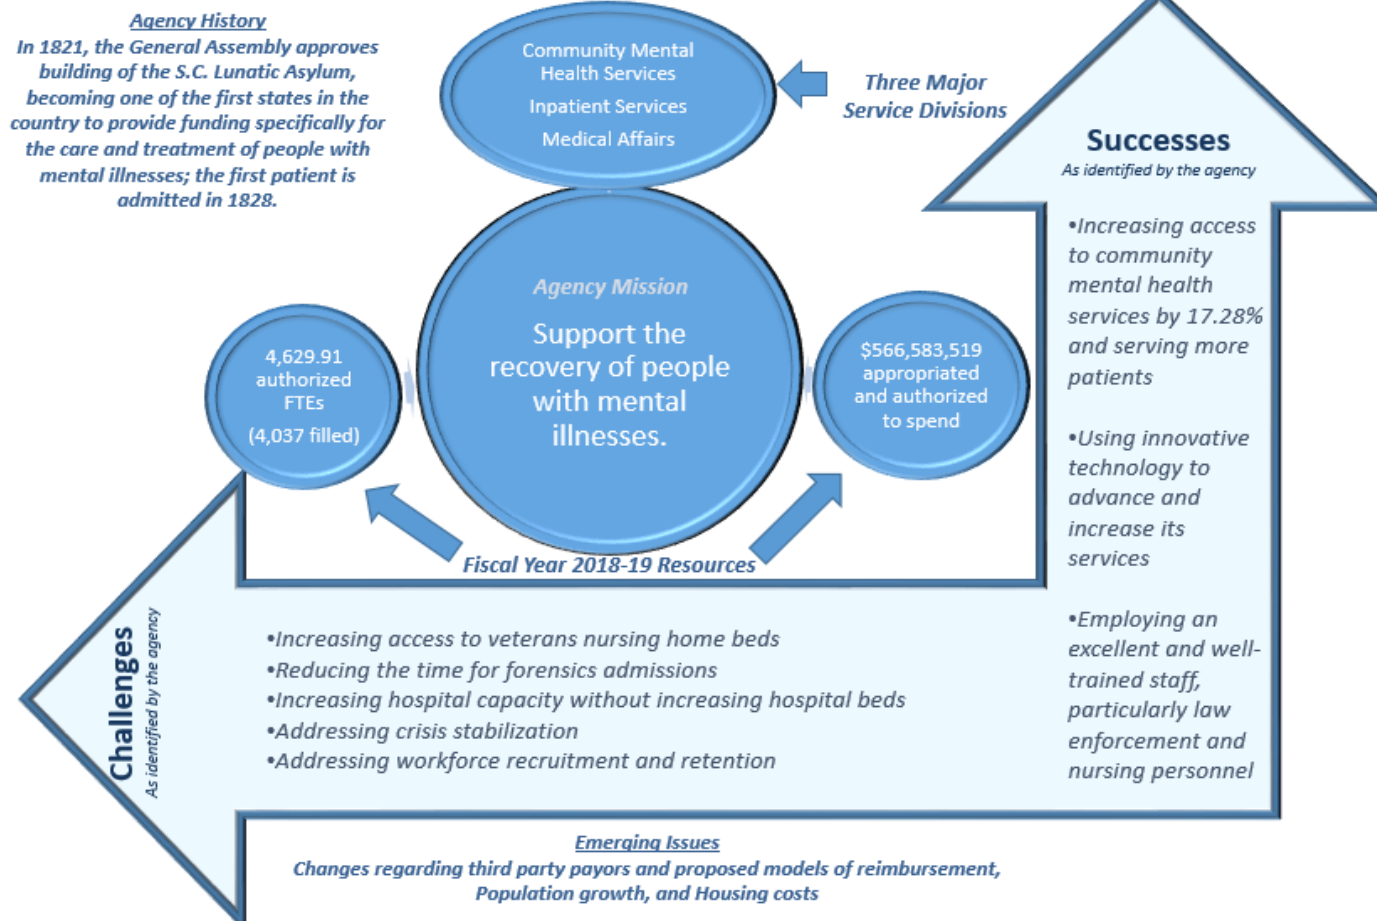 Agency History
In 1821, the General Assembly approves
building of the S.C. Lunatic Asylum,
becoming one of the first states in the
country to provide funding specifically for
the care and treatment of people with
mental illnesses; the first patient is
admitted in 1828.
Community Mental
Health Services
Inpatient Services
Medical Affairs
Three Major
Service Divisions
Agency Mission
Support the
recovery of people
with mental
illnesses.
4,629.91
authorized
FTEs
(4,037 filled)
$566,583,519
appropriated
and authorized
to spend
Fiscal Year 2018-19 Resources
Successes
As identified by the agency
•Increasing access
to community
mental health
services by 17.28%
and serving more
patients
•Using innovative
technology to
advance and
increase its
services
•Employing an
excellent and well-
trained staff,
particularly law
enforcement and
nursing personnel
Challenges
As identified by the agency
•Increasing access to veterans nursing home beds
•Reducing the time for forensics admissions
•Increasing hospital capacity without increasing hospital beds
•Addressing crisis stabilization
•Addressing workforce recruitment and retention
Emerging Issues
Changes regarding third party payors and proposed models of reimbursement,
Population growth, and Housing costs